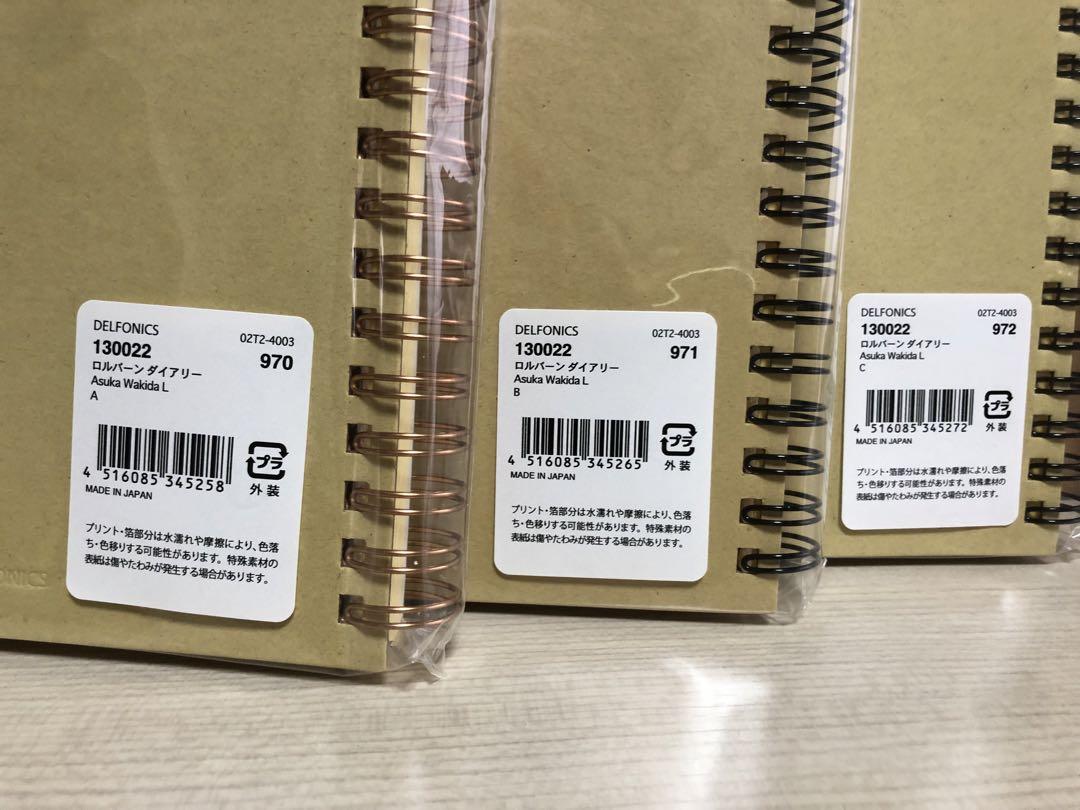 DELFONICS
02T2-4003
130022
970
ロルバーン ダイアリー
Asuka Wakida L
A
4 516085 345258
プラ
外装
MADE IN JAPAN
プリント・箔部分は水濡れや摩擦により、色落
ち・色移りする可能性があります。特殊素材の
表紙は傷やたわみが発生する場合があります。
DELFONICS
02T2-4003
130022
971
ロルバーン ダイアリー
Asuka Wakida L
B
4 516085 345265
プラ
外装
MADE IN JAPAN
プリント・箔部分は水濡れや摩擦により、色落
ち・色移りする可能性があります。特殊素材の
表紙は傷やたわみが発生する場合があります。
DELFONICS
02T2-4003
130022
972
ロルバーン ダイアリー
Asuka Wakida L
C
4 516085 345272
プラ
外装
MADE IN JAPAN
プリント・箔部分は水濡れや摩擦により、色落
ち・色移りする可能性があります。特殊素材の
表紙は傷やたわみが発生する場合があります。